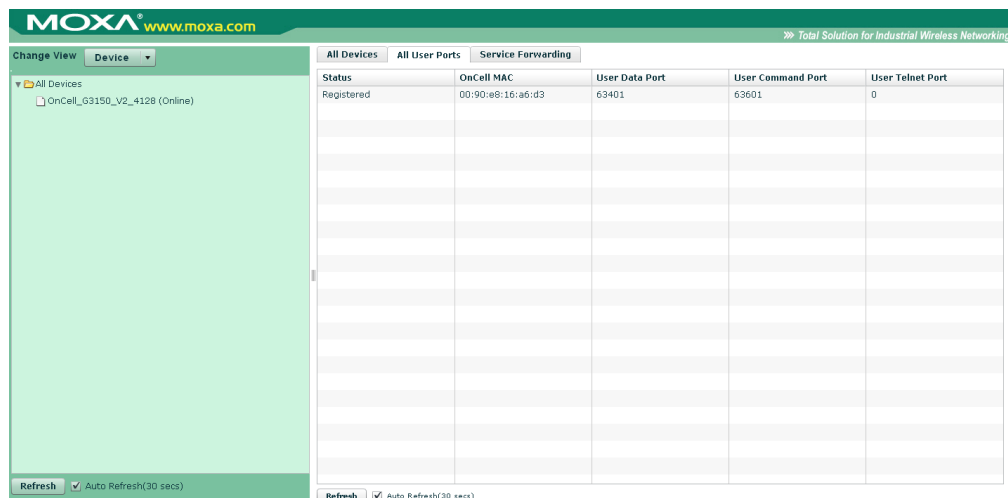 MOXA® www.moxa.com
Total Solution for Industrial Wireless Networking
Change View Device
All Devices All User Ports Service Forwarding
All Devices
OnCell_G3150_V2_4128 (Online)
Status OnCell MAC User Data Port User Command Port User Telnet Port
Registered 00:90:e8:16:a6:d3 63401 63601 0
Refresh Auto Refresh(30 secs)
Refresh Auto Refresh(30 secs)